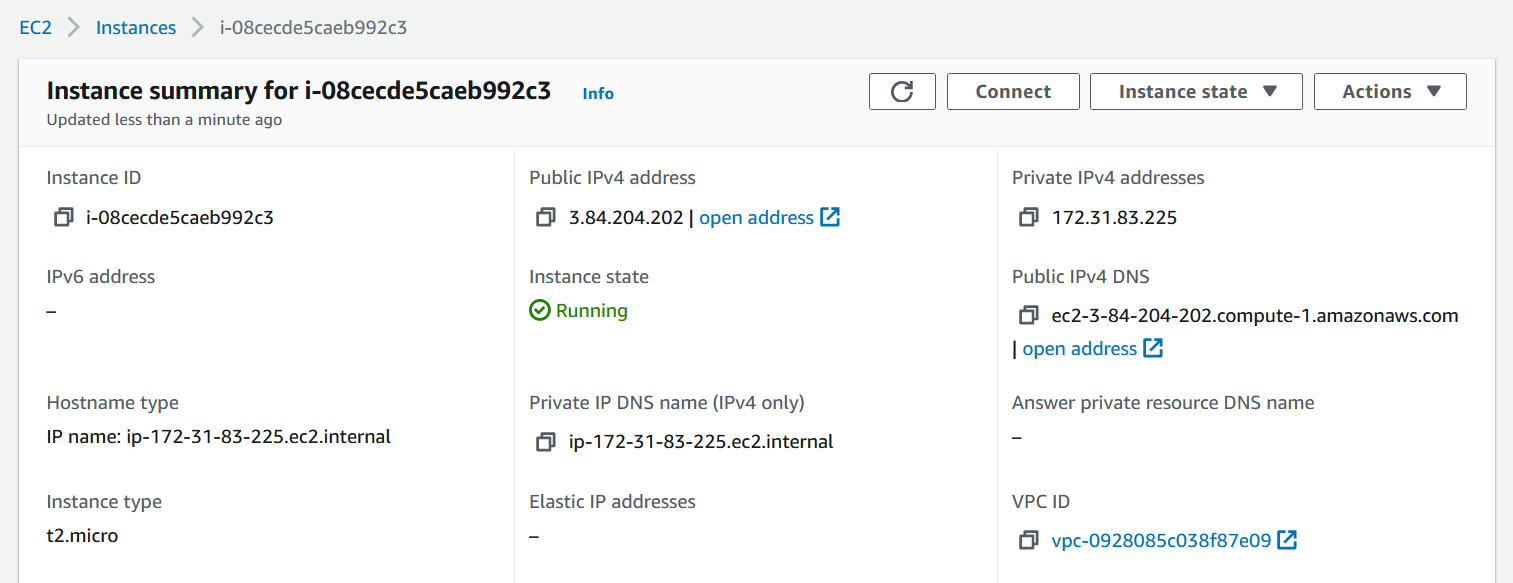 EC2 > Instances > i-08cecde5caeb992c3
Instance summary for i-08cecde5caeb992c3 Info
Updated less than a minute ago
Connect
Instance state
Actions
Instance ID
i-08cecde5caeb992c3
Public IPv4 address
3.84.204.202 | open address
Private IPv4 addresses
172.31.83.225
IPv6 address
–
Instance state
Running
Public IPv4 DNS
ec2-3-84-204-202.compute-1.amazonaws.com
| open address
Hostname type
IP name: ip-172-31-83-225.ec2.internal
Private IP DNS name (IPv4 only)
ip-172-31-83-225.ec2.internal
Answer private resource DNS name
–
Instance type
t2.micro
Elastic IP addresses
–
VPC ID
vpc-0928085c038f87e09